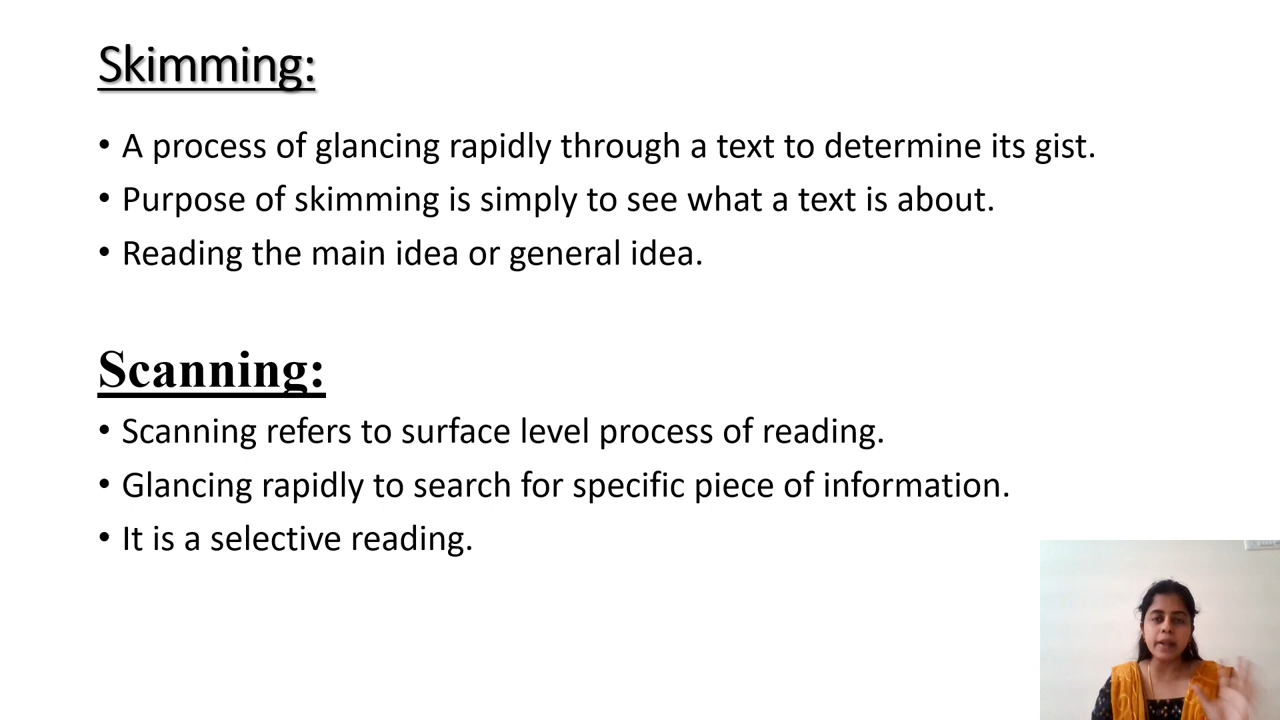 Skimming:
• A process of glancing rapidly through a text to determine its gist.
• Purpose of skimming is simply to see what a text is about.
• Reading the main idea or general idea.
Scanning:
• Scanning refers to surface level process of reading.
• Glancing rapidly to search for specific piece of information.
• It is a selective reading.